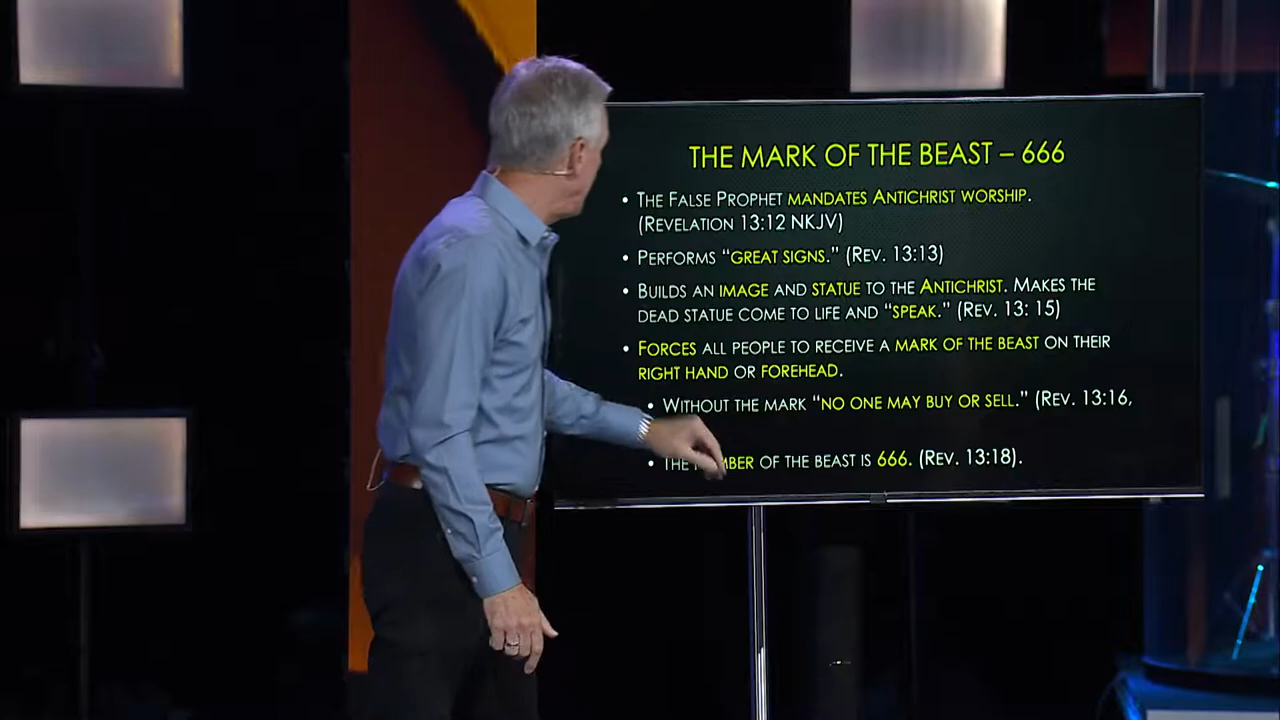 THE MARK OF THE BEAST – 666
• THE FALSE PROPHET MANDATES ANTICHRIST WORSHIP.
(REVELATION 13:12 NKJV)
• PERFORMS “GREAT SIGNS.” (REV. 13:13)
• BUILDS AN IMAGE AND STATUE TO THE ANTICHRIST. MAKES THE
DEAD STATUE COME TO LIFE AND “SPEAK.” (REV. 13: 15)
• FORCES ALL PEOPLE TO RECEIVE A MARK OF THE BEAST ON THEIR
RIGHT HAND OR FOREHEAD.
• WITHOUT THE MARK “NO ONE MAY BUY OR SELL.” (REV. 13:16,
• THE OF THE BEAST IS 666. (REV. 13:18).